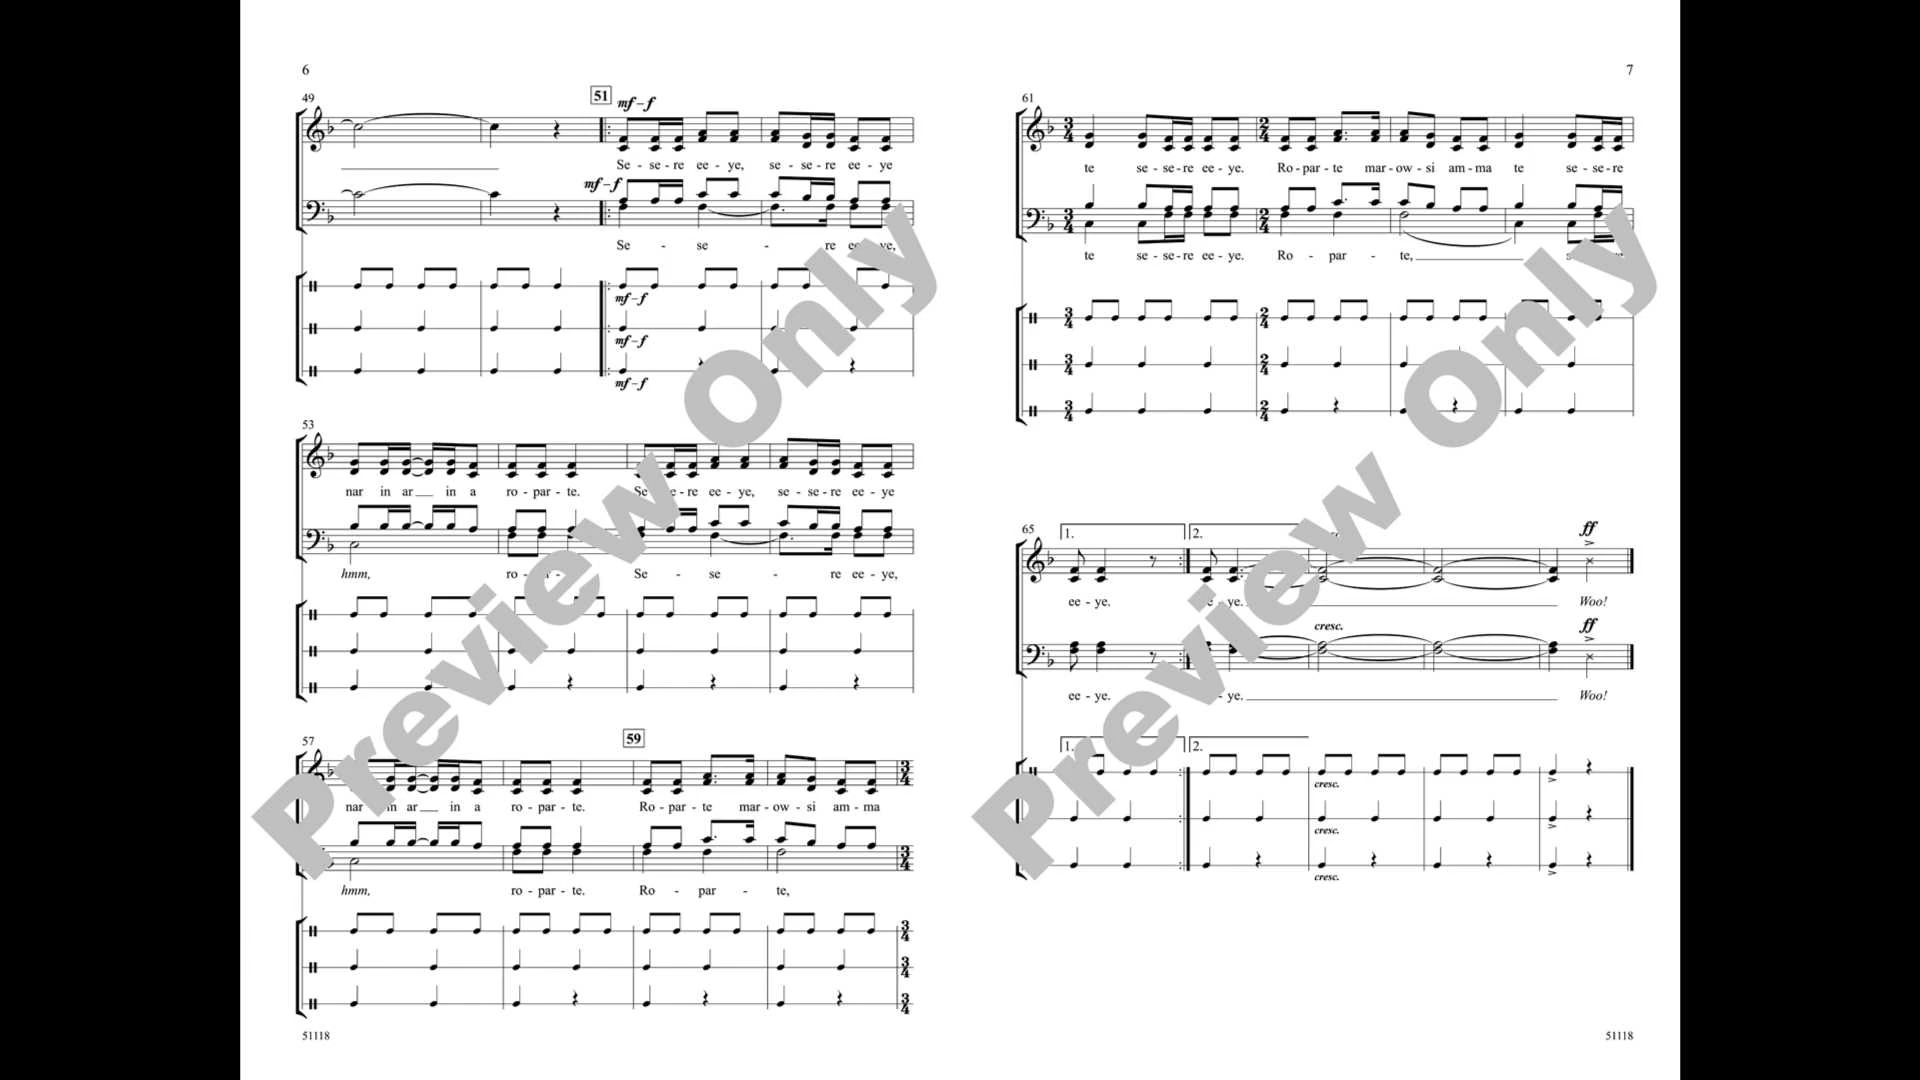 6
49
51
mf–f
Se - se - re ee - ye, se - se - re ee - ye
mf–f
Se - se - re ee - ye,
mf–f
mf–f
mf–f
53
nar in ar in a ro - par - te. Se - se - re ee - ye, se - se - re ee - ye
hmm, Se - se - re ee - ye,
57
59
nar in ar in a ro - par - te. Ro - par - te mar - ow - si am - ma
hmm, ro - par - te. Ro - par - te,
51118
7
61
te se - se - re ee - ye. Ro - par - te mar - ow - si am - ma te se - se - re
te se - se - re ee - ye. Ro - par - te,
65
1.
2.
ff
ee - ye. ye. Woo!
cresc.
ff
ee - ye. ye. Woo!
1.
2.
cresc.
cresc.
cresc.
51118
Preview Only
Preview Only